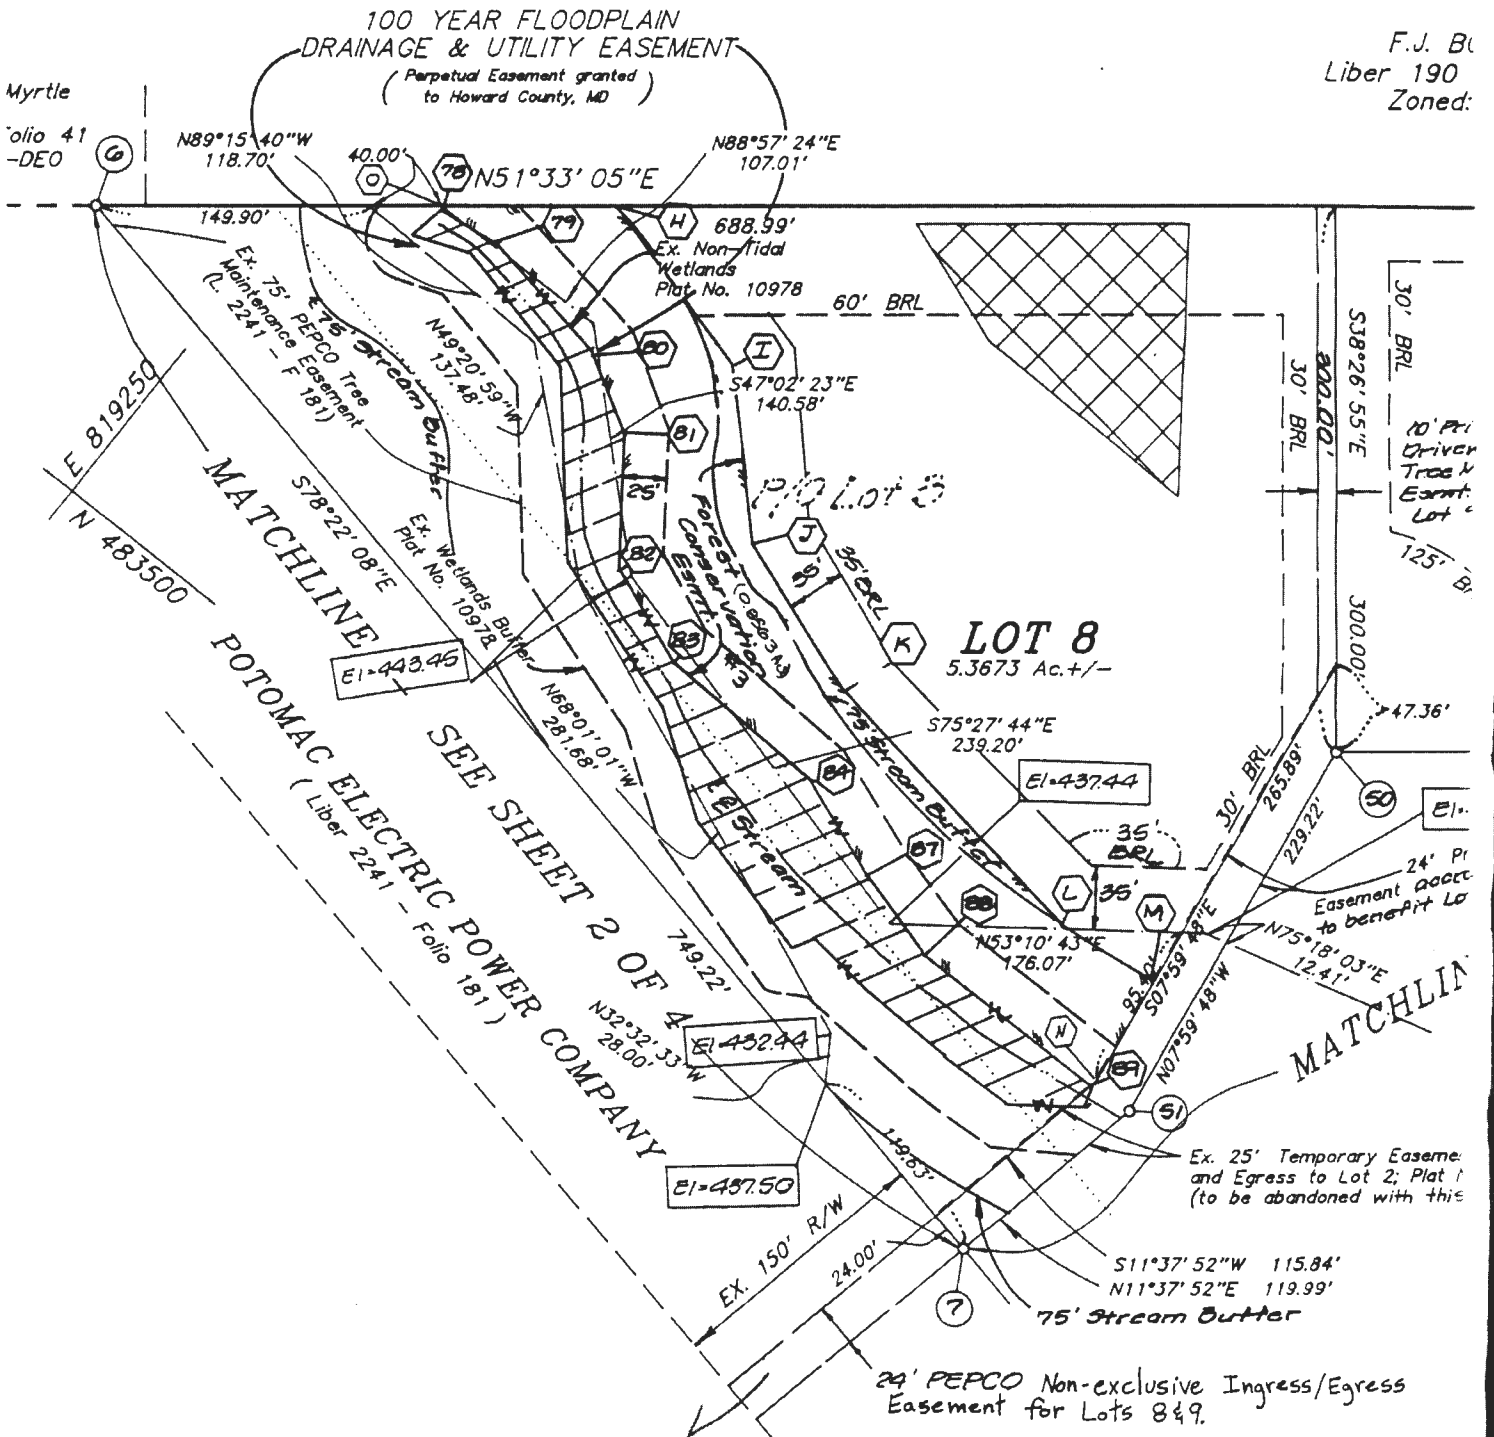 100 YEAR FLOODPLAIN
DRAINAGE & UTILITY EASEMENT
( Perpetual Easement granted
to Howard County, MD )
F.J.
Liber 190
Zoned:
Myrtle
olio 41
-DEO
6
N89°15'40"W
118.70'
40.00'
O
78
N51°33'05"E
N88°57'24"E
107.01'
149.90'
79
H
688.99'
Ex. Non-Tidal
Wetlands
Plat No. 10978
60' BRL
Ex. 75' PEPCO Tree
Maintenance Easement
(L. 2241 - F 181)
75' Stream Buffer
N49°20'59"W
137.48'
80
I
S47°02'23"E
140.58'
81
25'
30' BRL
200.00'
S38°26'55"E
30' BRL
Driver
Tree M
Esmt.
Lot
125'
E 819250
N 483500
MATCHLINE
S78°22'08"E
Ex. Wetlands Buffer
Plat No. 10978
82
Forest
Conservation
Esmt. #3
J
35'
35' BRL
K
83
LOT 8
5.3673 Ac.+/-
300.00'
El=443.45
POTOMAC ELECTRIC POWER COMPANY
( Liber 2241 - Folio 181 )
SEE SHEET 2 OF 4
N68°01'01"W
281.68'
S75°27'44"E
239.20'
47.36'
84
75' Stream Buffer
El=437.44
30' BRL
265.89'
50
229.22'
El=
℄ Stream
87
35'
BRL
35'
24'
Easement
to benefit Lo
88
L
M
N53°10'43"E
176.07'
N75°18'03"E
12.41'
749.22'
95.40'
S07°59'48"E
N07°59'48"W
MATCHLIN
N32°32'33"W
28.00'
El=432.44
N
89
51
119.63'
El=437.50
Ex. 25' Temporary Easeme
and Egress to Lot 2; Plat
(to be abandoned with this
EX. 150' R/W
24.00'
S11°37'52"W 115.84'
N11°37'52"E 119.99'
7
75' Stream Buffer
24' PEPCO Non-exclusive Ingress/Egress
Easement for Lots 8&9.